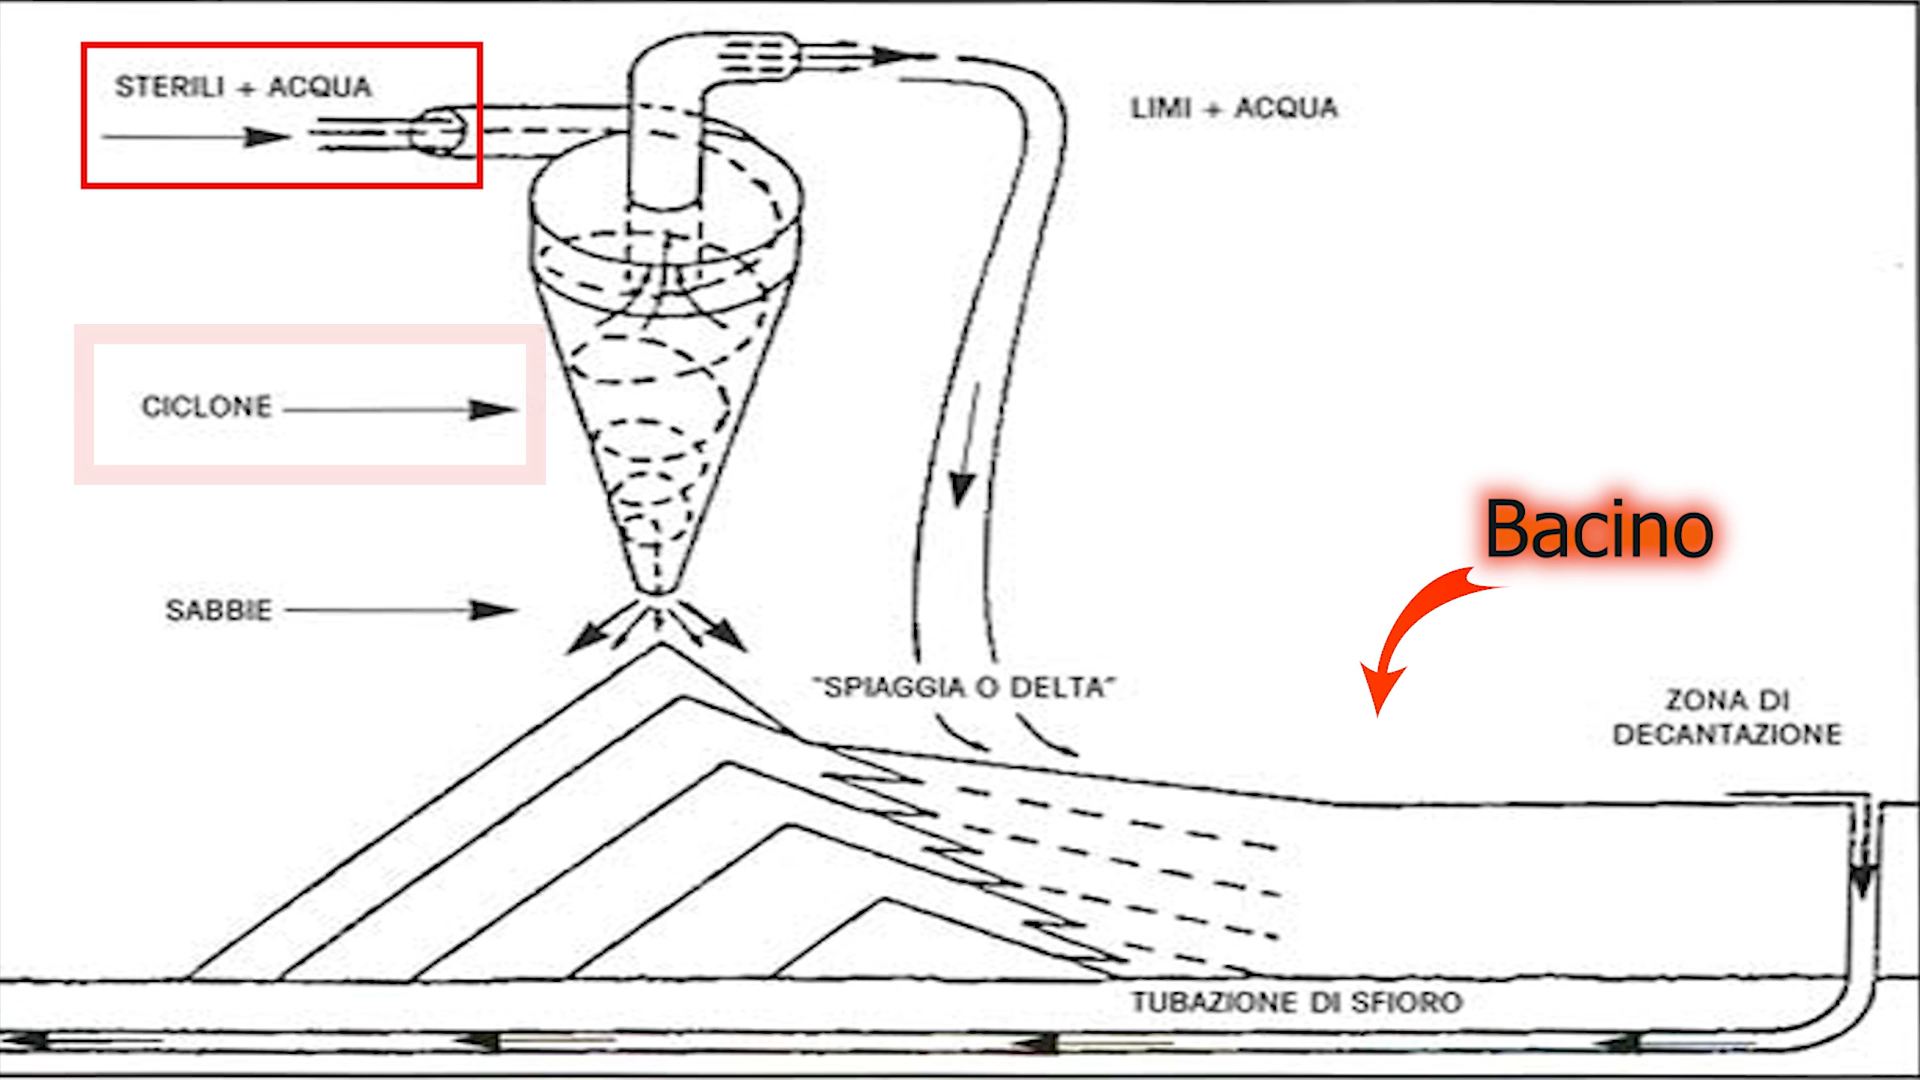 STERILI + ACQUA
LIMI + ACQUA
CICLONE
Bacino
SABBIE
"SPIAGGIA O DELTA"
ZONA DI
DECANTAZIONE
TUBAZIONE DI SFIORO